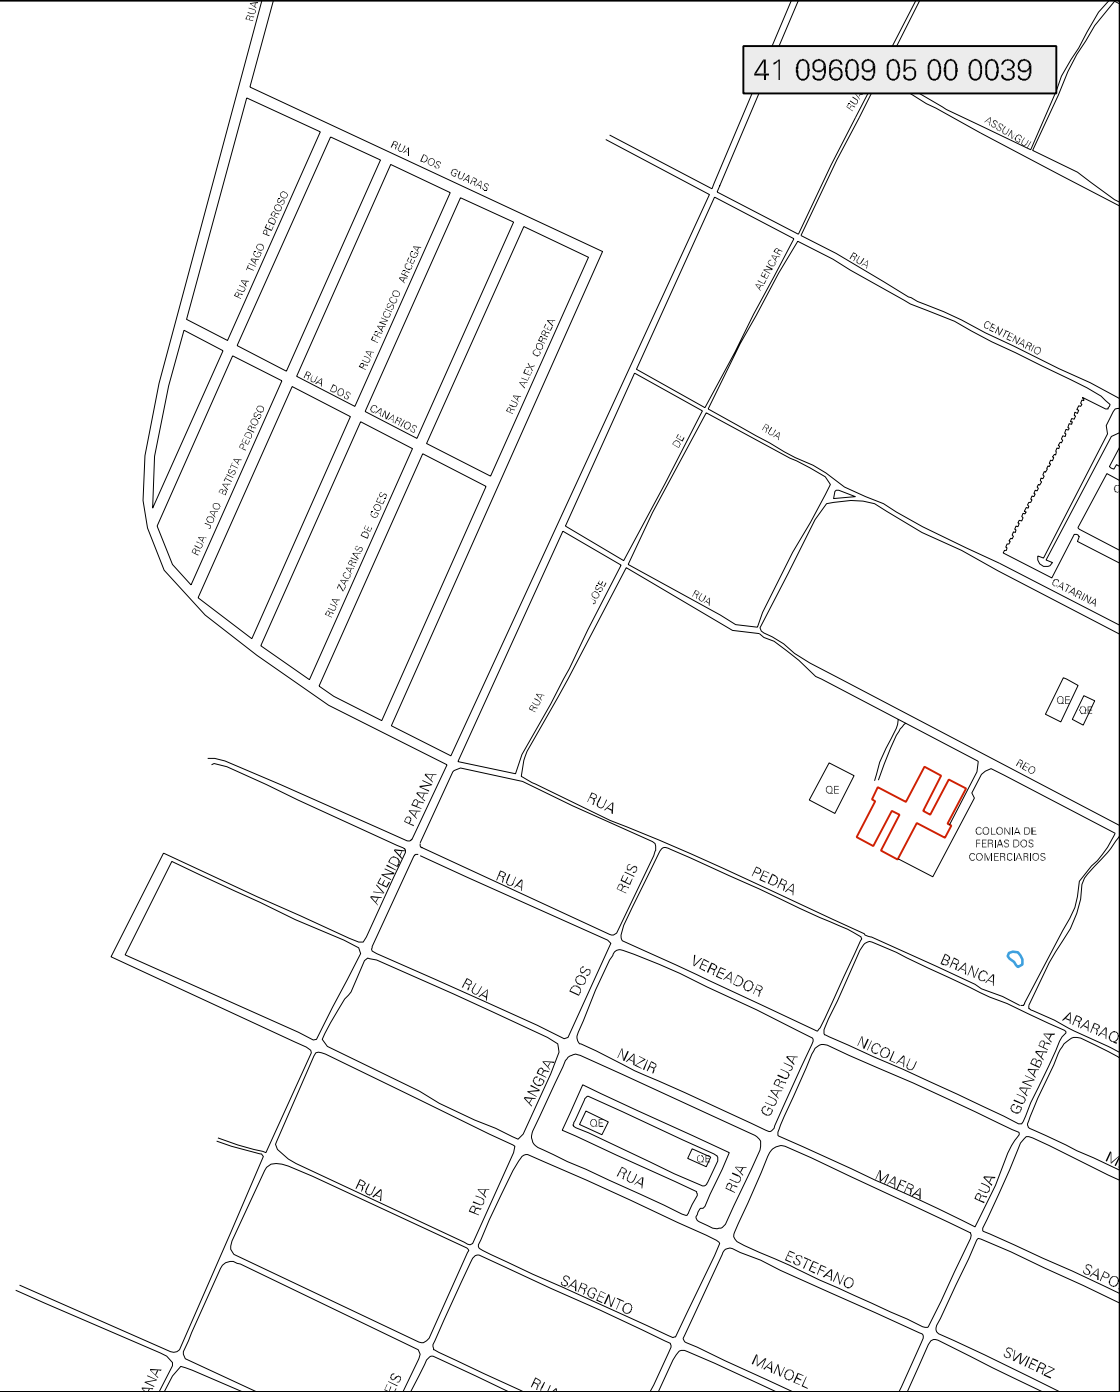 RUA
41 09609 05 00 0039
RUA
ASSUNGUI
RUA DOS GUARAS
RUA TIAGO PEDROSO
RUA FRANCISCO ARCEGA
ALENCAR
RUA
CENTENARIO
RUA ALEX CORREA
RUA DOS
CANARIOS
RUA JOAO BATISTA PEDROSO
DE
RUA
RUA ZACARIAS DE GOES
JOSE
RUA
CATARINA
RUA
QE
QE
REO
PARANA
RUA
QE
COLONIA DE
FERIAS DOS
COMERCIARIOS
AVENIDA
RUA
REIS
PEDRA
BRANCA
RUA
DOS
VEREADOR
ARARAQ
NAZIR
NICOLAU
GUANABARA
ANGRA
GUARUJA
QE
QE
M
RUA
RUA
RUA
RUA
MAFRA
RUA
SARGENTO
ESTEFANO
SAPO
ANA
EIS
RUA
MANOEL
SWIERZ